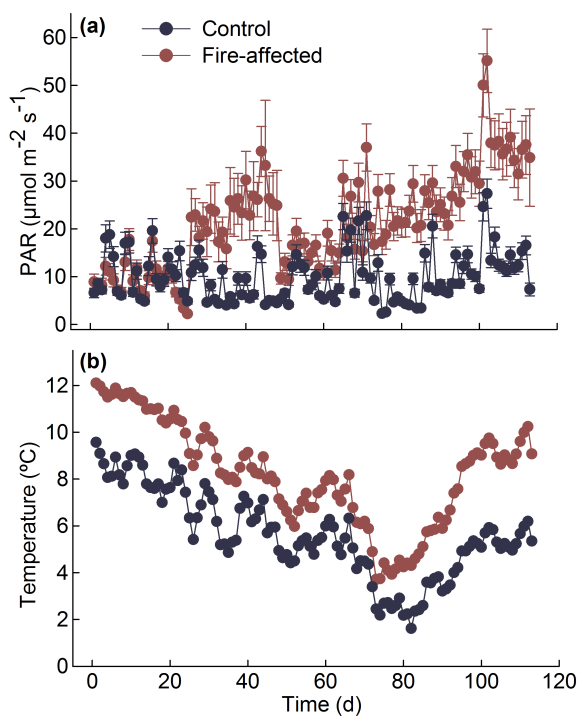 (a)
Control
Fire-affected
60
50
40
30
20
10
0
PAR (µmol m⁻² s⁻¹)
(b)
12
10
8
6
4
2
0
Temperature (ºC)
0 20 40 60 80 100 120
Time (d)